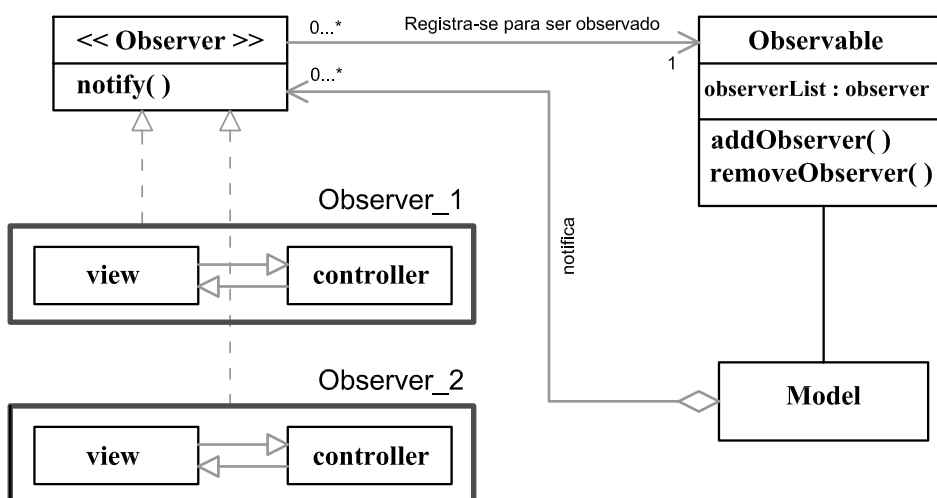 << Observer >>
notify( )
0...*
Registra-se para ser observado
1
0...*
Observable
observerList : observer
addObserver( )
removeObserver( )
notifica
Observer_1
view
controller
Observer_2
view
controller
Model